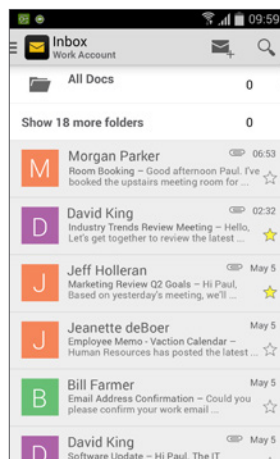 09:59
Inbox
Work Account
All Docs 0
Show 18 more folders 0
M Morgan Parker 06:53
Room Booking – Good afternoon Paul. I've
booked the upstairs meeting room for ...
D David King 02:32
Industry Trends Review Meeting – Hello,
Let's get together to review the latest ...
J Jeff Holleran May 5
Marketing Review Q2 Goals – Hi Paul,
Based on yesterday's meeting, we'll ...
J Jeanette deBoer May 5
Employee Memo - Vaction Calendar –
Human Resources has posted the latest ...
B Bill Farmer May 5
Email Address Confirmation – Could you
please confirm your work email ...
D David King May 5
Software Update – Hi Paul, The IT